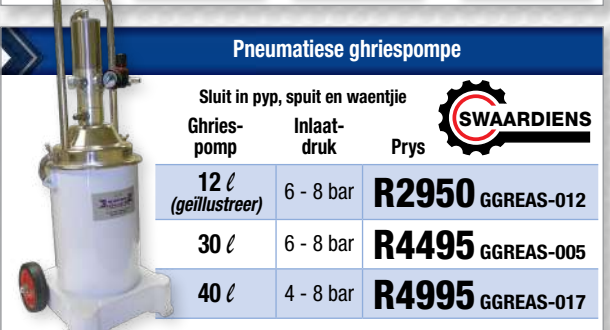 Pneumatiese ghriespompe
Sluit in pyp, spuit en waentjie
SWAARDIENS
Ghries-
pomp
Inlaat-
druk
Prys
12 ℓ
(geïllustreer)
6 - 8 bar
R2950 GGREAS-012
30 ℓ
6 - 8 bar
R4495 GGREAS-005
40 ℓ
4 - 8 bar
R4995 GGREAS-017